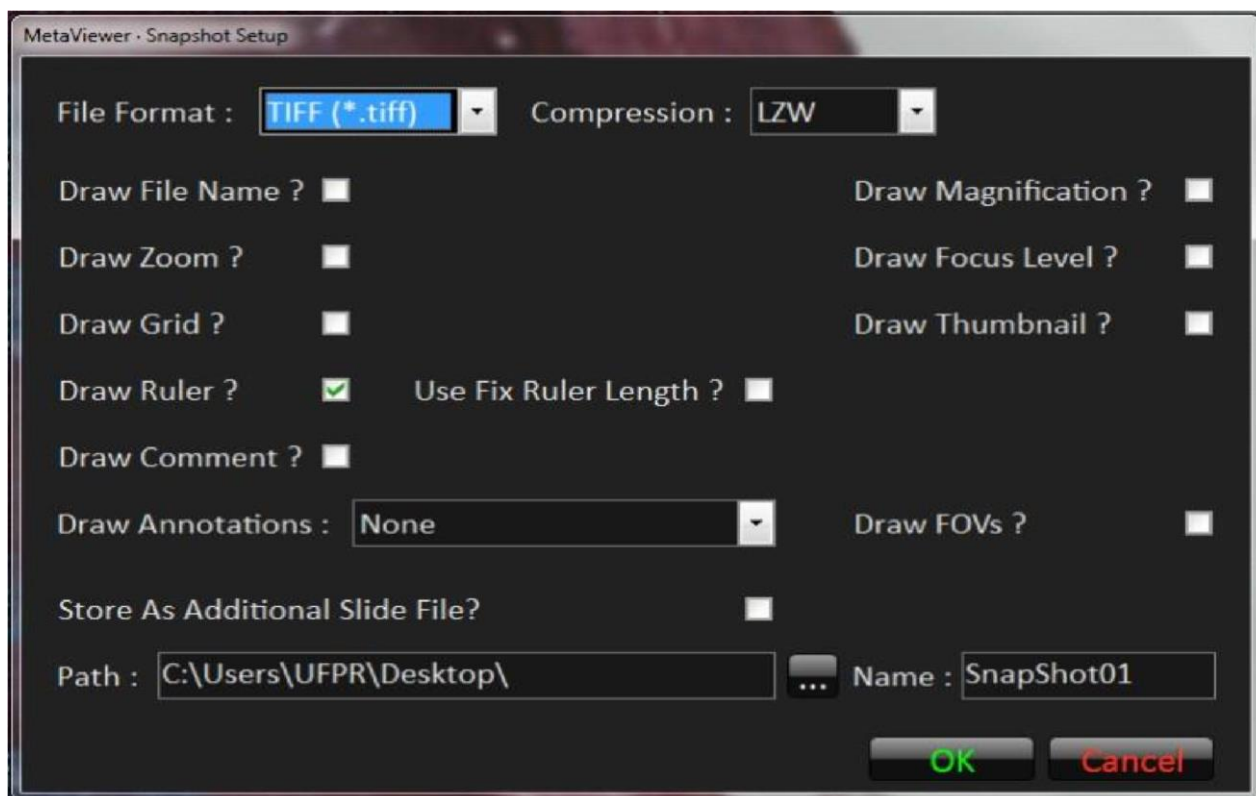 MetaViewer · Snapshot Setup
File Format : TIFF (*.tiff) Compression : LZW
Draw File Name ? Draw Magnification ?
Draw Zoom ? Draw Focus Level ?
Draw Grid ? Draw Thumbnail ?
Draw Ruler ? Use Fix Ruler Length ?
Draw Comment ?
Draw Annotations : None Draw FOVs ?
Store As Additional Slide File?
Path : C:\Users\UFPR\Desktop\ ... Name : SnapShot01
OK Cancel